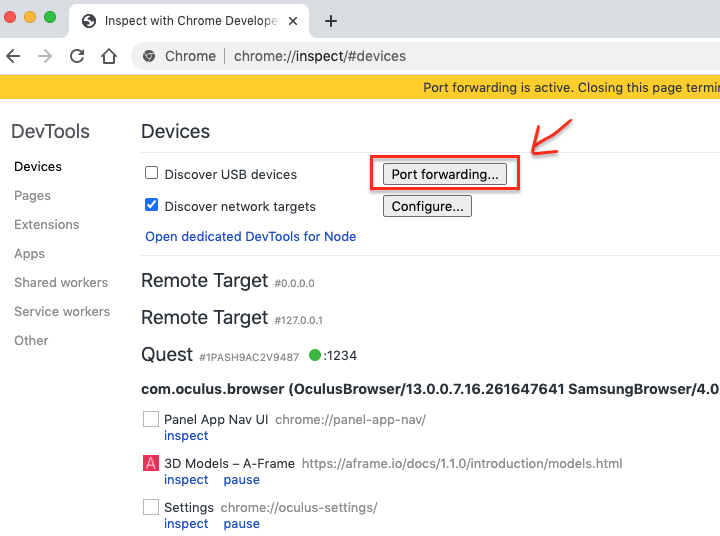 Inspect with Chrome Develope
Chrome | chrome://inspect/#devices
Port forwarding is active. Closing this page termi
DevTools
Devices
Pages
Extensions
Apps
Shared workers
Service workers
Other
Devices
Discover USB devices Port forwarding...
Discover network targets Configure...
Open dedicated DevTools for Node
Remote Target #0.0.0.0
Remote Target #127.0.0.1
Quest #1PASH9AC2V9487 :1234
com.oculus.browser (OculusBrowser/13.0.0.7.16.261647641 SamsungBrowser/4.0
Panel App Nav UI chrome://panel-app-nav/
inspect
A 3D Models – A-Frame https://aframe.io/docs/1.1.0/introduction/models.html
inspect pause
Settings chrome://oculus-settings/
inspect pause